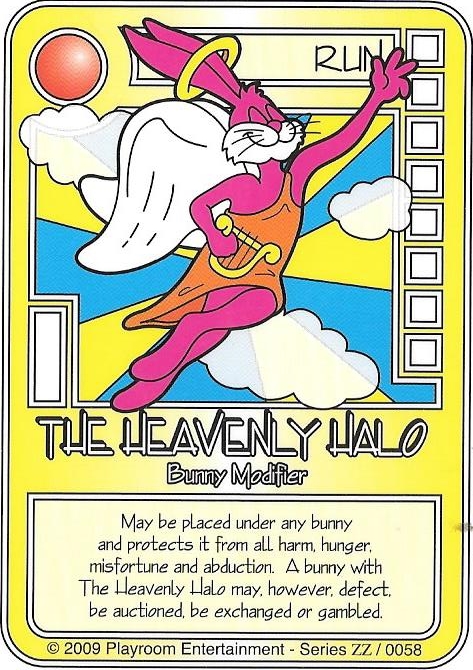 RUN
THE HEAVENLY HALO
Bunny Modifier
May be placed under any bunny
and protects it from all harm, hunger,
misfortune and abduction. A bunny with
The Heavenly Halo may, however, defect,
be auctioned, be exchanged or gambled.
© 2009 Playroom Entertainment - Series ZZ / 0058